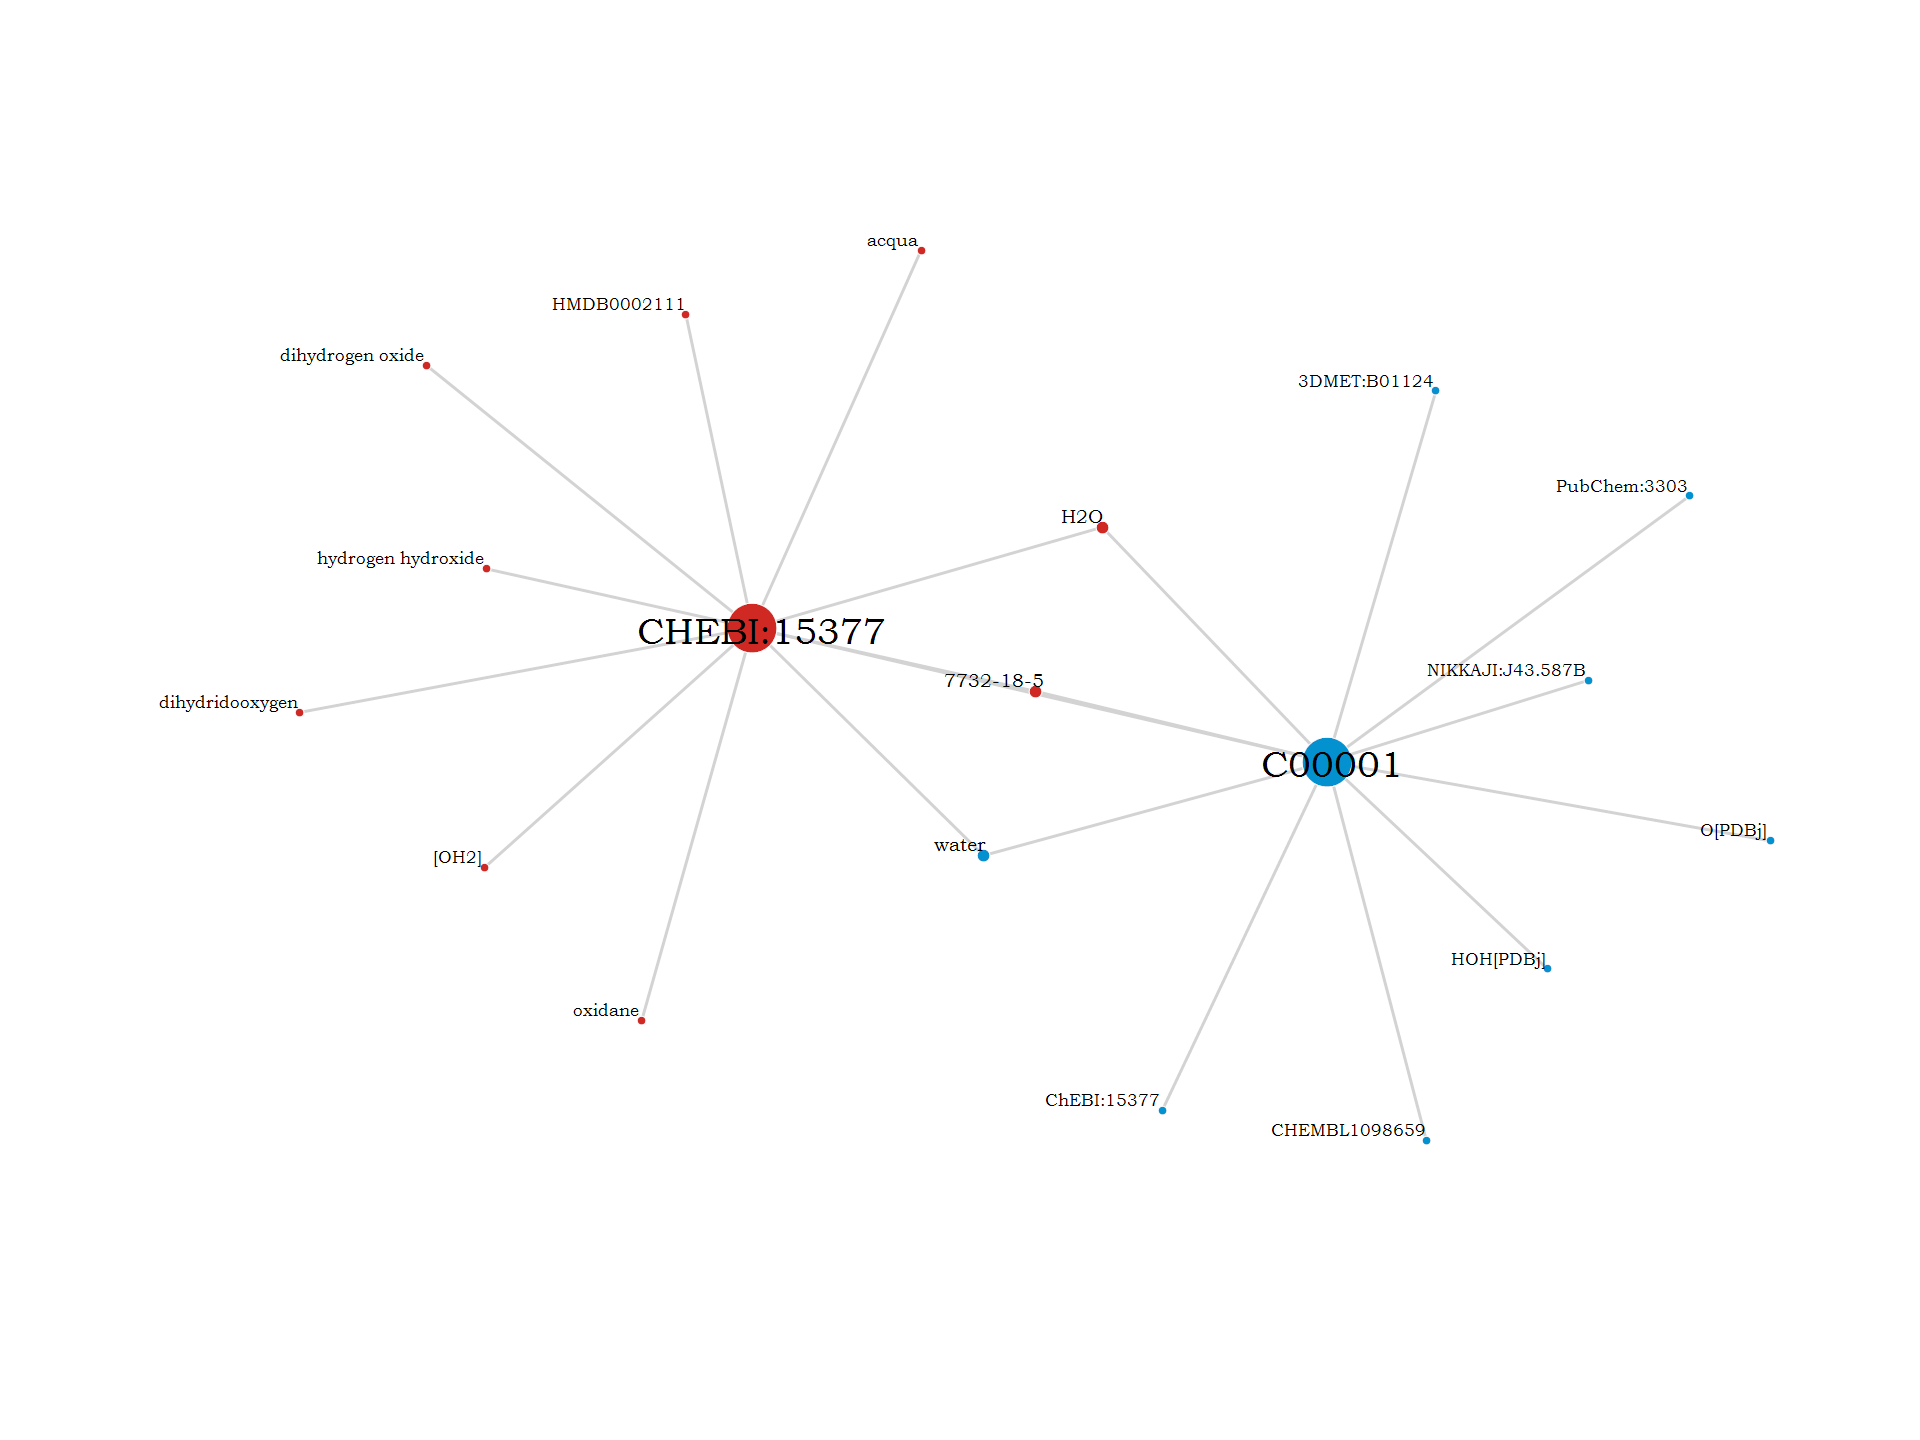 acqua
HMDB0002111
dihydrogen oxide
3DMET:B01124
PubChem:3303
H2O
hydrogen hydroxide
CHEBI:15377
NIKKAJI:J43.587B
7732-18-5
dihydridooxygen
C00001
O[PDBj]
water
[OH2]
HOH[PDBj]
oxidane
ChEBI:15377
CHEMBL1098659